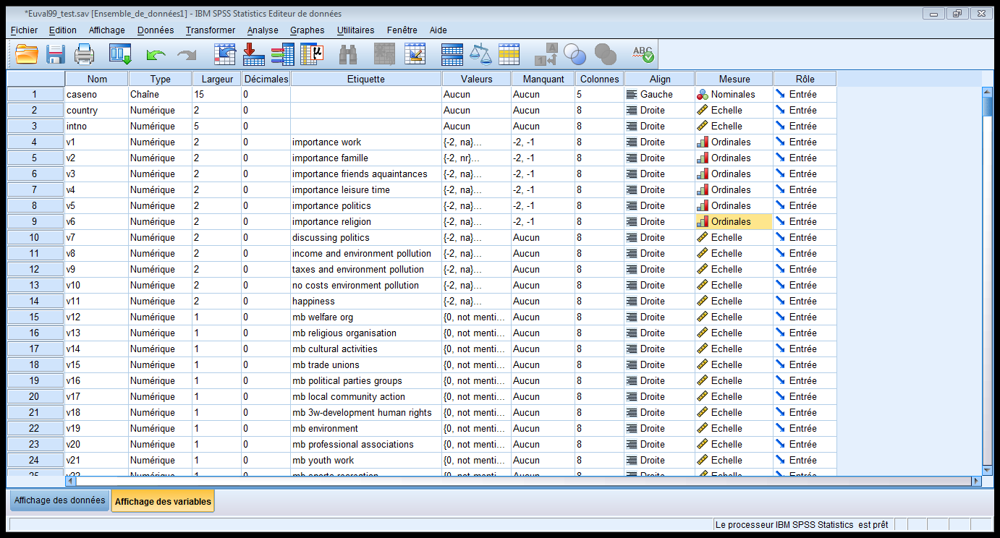 *Euval99_test.sav [Ensemble_de_données1] - IBM SPSS Statistics Editeur de données
Fichier Edition Affichage Données Transformer Analyse Graphes Utilitaires Fenêtre Aide
Nom Type Largeur Décimales Etiquette Valeurs Manquant Colonnes Align Mesure Rôle
1 caseno Chaîne 15 0 Aucun Aucun 5 Gauche Nominales Entrée
2 country Numérique 2 0 Aucun Aucun 8 Droite Echelle Entrée
3 intno Numérique 5 0 Aucun Aucun 8 Droite Echelle Entrée
4 v1 Numérique 2 0 importance work {-2, na}... -2, -1 8 Droite Ordinales Entrée
5 v2 Numérique 2 0 importance famille {-2, nr}... -2, -1 8 Droite Ordinales Entrée
6 v3 Numérique 2 0 importance friends aquaintances {-2, na}... -2, -1 8 Droite Ordinales Entrée
7 v4 Numérique 2 0 importance leisure time {-2, na}... -2, -1 8 Droite Ordinales Entrée
8 v5 Numérique 2 0 importance politics {-2, na}... -2, -1 8 Droite Ordinales Entrée
9 v6 Numérique 2 0 importance religion {-2, na}... -2, -1 8 Droite Ordinales Entrée
10 v7 Numérique 2 0 discussing politics {-2, na}... Aucun 8 Droite Echelle Entrée
11 v8 Numérique 2 0 income and environment pollution {-2, na}... Aucun 8 Droite Echelle Entrée
12 v9 Numérique 2 0 taxes and environment pollution {-2, na}... Aucun 8 Droite Echelle Entrée
13 v10 Numérique 2 0 no costs environment pollution {-2, na}... Aucun 8 Droite Echelle Entrée
14 v11 Numérique 2 0 happiness {-2, na}... Aucun 8 Droite Echelle Entrée
15 v12 Numérique 1 0 mb welfare org {0, not menti... Aucun 8 Droite Echelle Entrée
16 v13 Numérique 1 0 mb religious organisation {0, not menti... Aucun 8 Droite Echelle Entrée
17 v14 Numérique 1 0 mb cultural activities {0, not menti... Aucun 8 Droite Echelle Entrée
18 v15 Numérique 1 0 mb trade unions {0, not menti... Aucun 8 Droite Echelle Entrée
19 v16 Numérique 1 0 mb political parties groups {0, not menti... Aucun 8 Droite Echelle Entrée
20 v17 Numérique 1 0 mb local community action {0, not menti... Aucun 8 Droite Echelle Entrée
21 v18 Numérique 1 0 mb 3w-development human rights {0, not menti... Aucun 8 Droite Echelle Entrée
22 v19 Numérique 1 0 mb environment {0, not menti... Aucun 8 Droite Echelle Entrée
23 v20 Numérique 1 0 mb professional associations {0, not menti... Aucun 8 Droite Echelle Entrée
24 v21 Numérique 1 0 mb youth work {0, not menti... Aucun 8 Droite Echelle Entrée
25 v22 Numérique 1 0 mb sports recreation {0, not menti... Aucun 8 Droite Echelle Entrée
Affichage des données Affichage des variables
Le processeur IBM SPSS Statistics est prêt